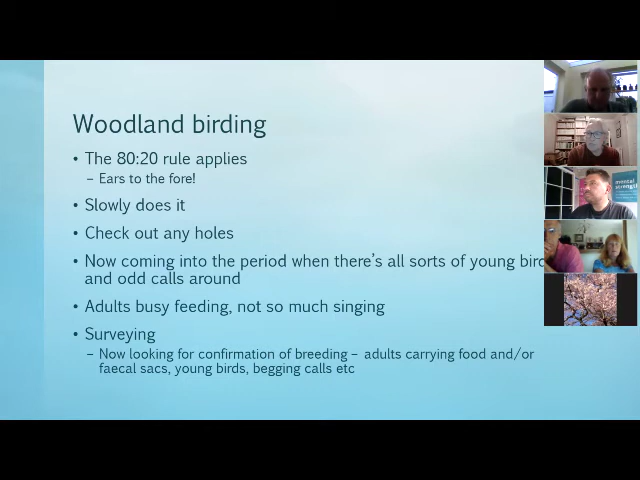 Woodland birding
• The 80:20 rule applies
– Ears to the fore!
• Slowly does it
• Check out any holes
• Now coming into the period when there's all sorts of young bird
and odd calls around
• Adults busy feeding, not so much singing
• Surveying
– Now looking for confirmation of breeding – adults carrying food and/or
faecal sacs, young birds, begging calls etc
mental
strength